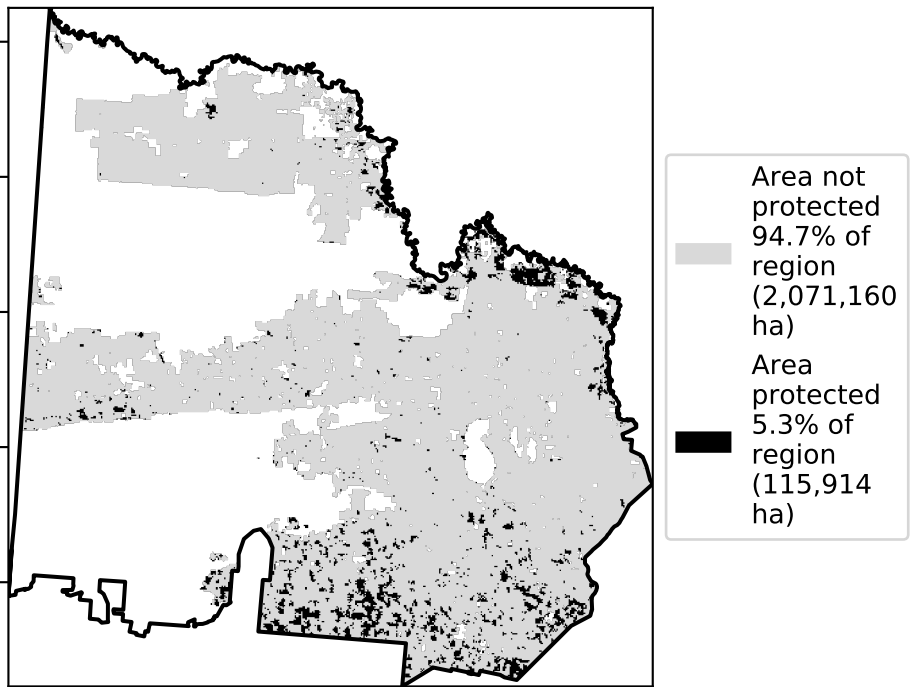 Area not
protected
94.7% of
region
(2,071,160
ha)
Area
protected
5.3% of
region
(115,914
ha)